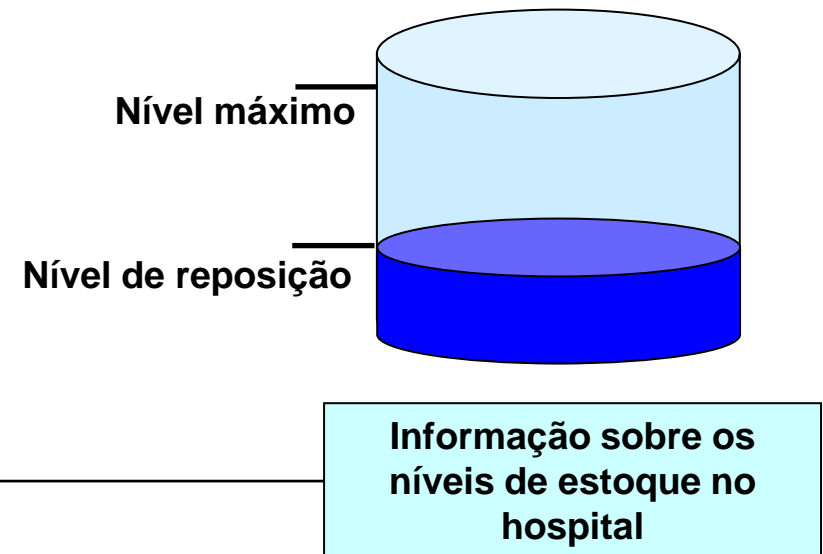 Nível máximo
Nível de reposição
Informação sobre os
níveis de estoque no
hospital